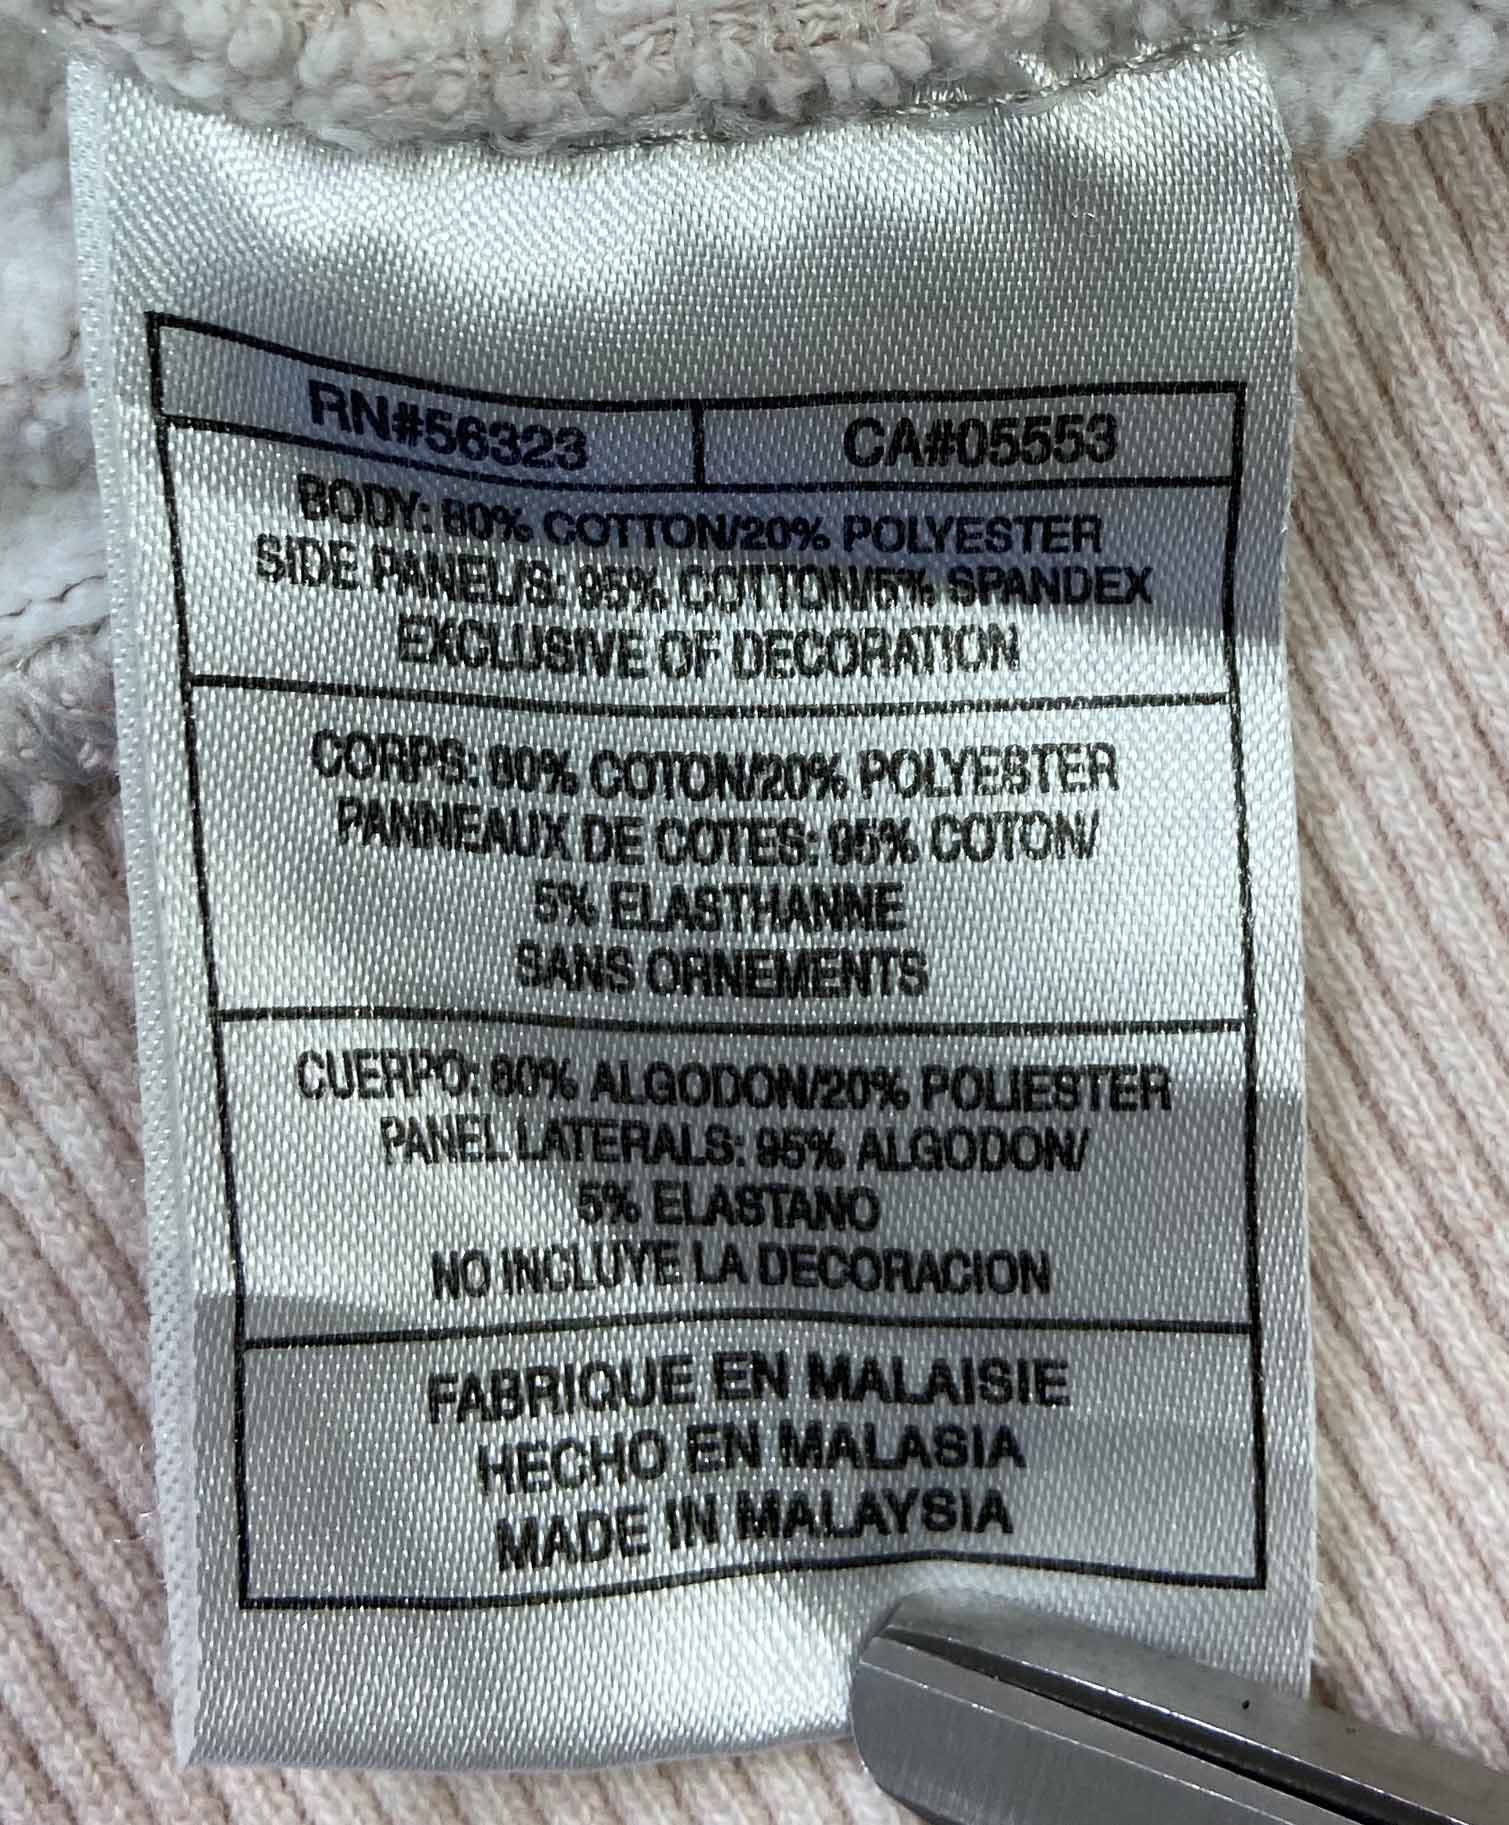 RN#56323 CA#05553
BODY: 80% COTTON/20% POLYESTER
SIDE PANEL/S: 95% COTTON/5% SPANDEX
EXCLUSIVE OF DECORATION
CORPS: 80% COTON/20% POLYESTER
PANNEAUX DE COTES: 95% COTON/
5% ELASTHANNE
SANS ORNEMENTS
CUERPO: 80% ALGODON/20% POLIESTER
PANEL LATERALS: 95% ALGODON/
5% ELASTANO
NO INCLUYE LA DECORACION
FABRIQUE EN MALAISIE
HECHO EN MALASIA
MADE IN MALAYSIA